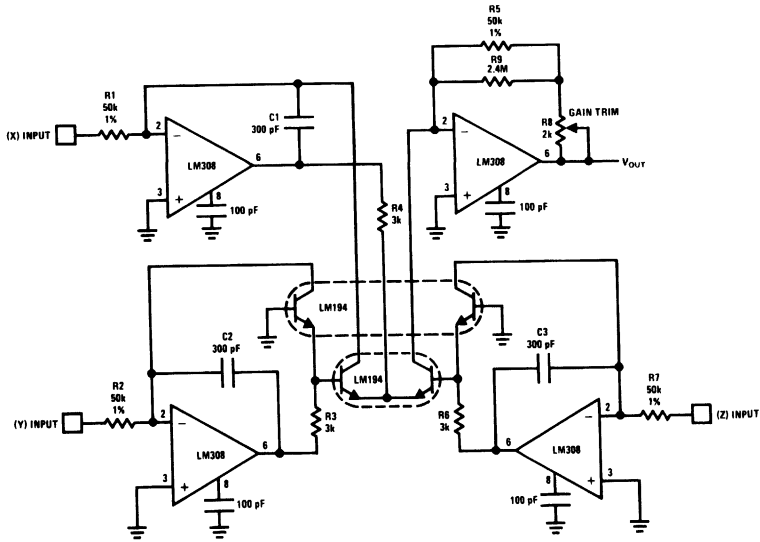 R5
50k
1%
R9
2.4M
R1
50k
1%
C1
300 pF
GAIN TRIM
R8
2k
(X) INPUT
2
−
LM308
6
3
+
8
100 pF
2
−
LM308
6
VOUT
3
+
8
100 pF
R4
3k
LM194
C2
300 pF
C3
300 pF
LM194
R2
50k
1%
R3
3k
R6
3k
R7
50k
1%
(Y) INPUT
2
−
LM308
6
3
+
8
100 pF
(Z) INPUT
2
−
LM308
6
3
+
8
100 pF